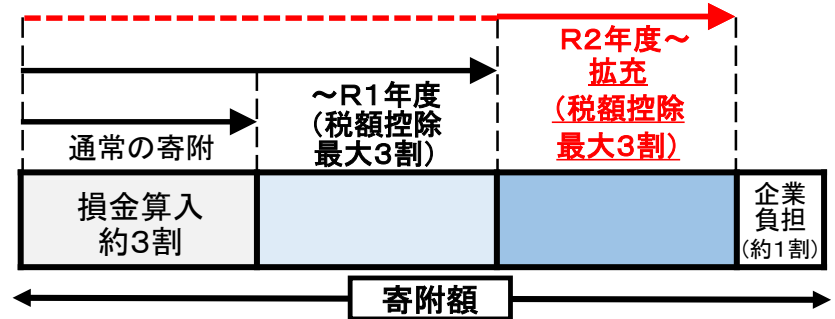 R2年度～
拡充
(税額控除
最大3割)
～R1年度
(税額控除
最大3割)
通常の寄附
損金算入
約3割
企業
負担
(約1割)
寄附額